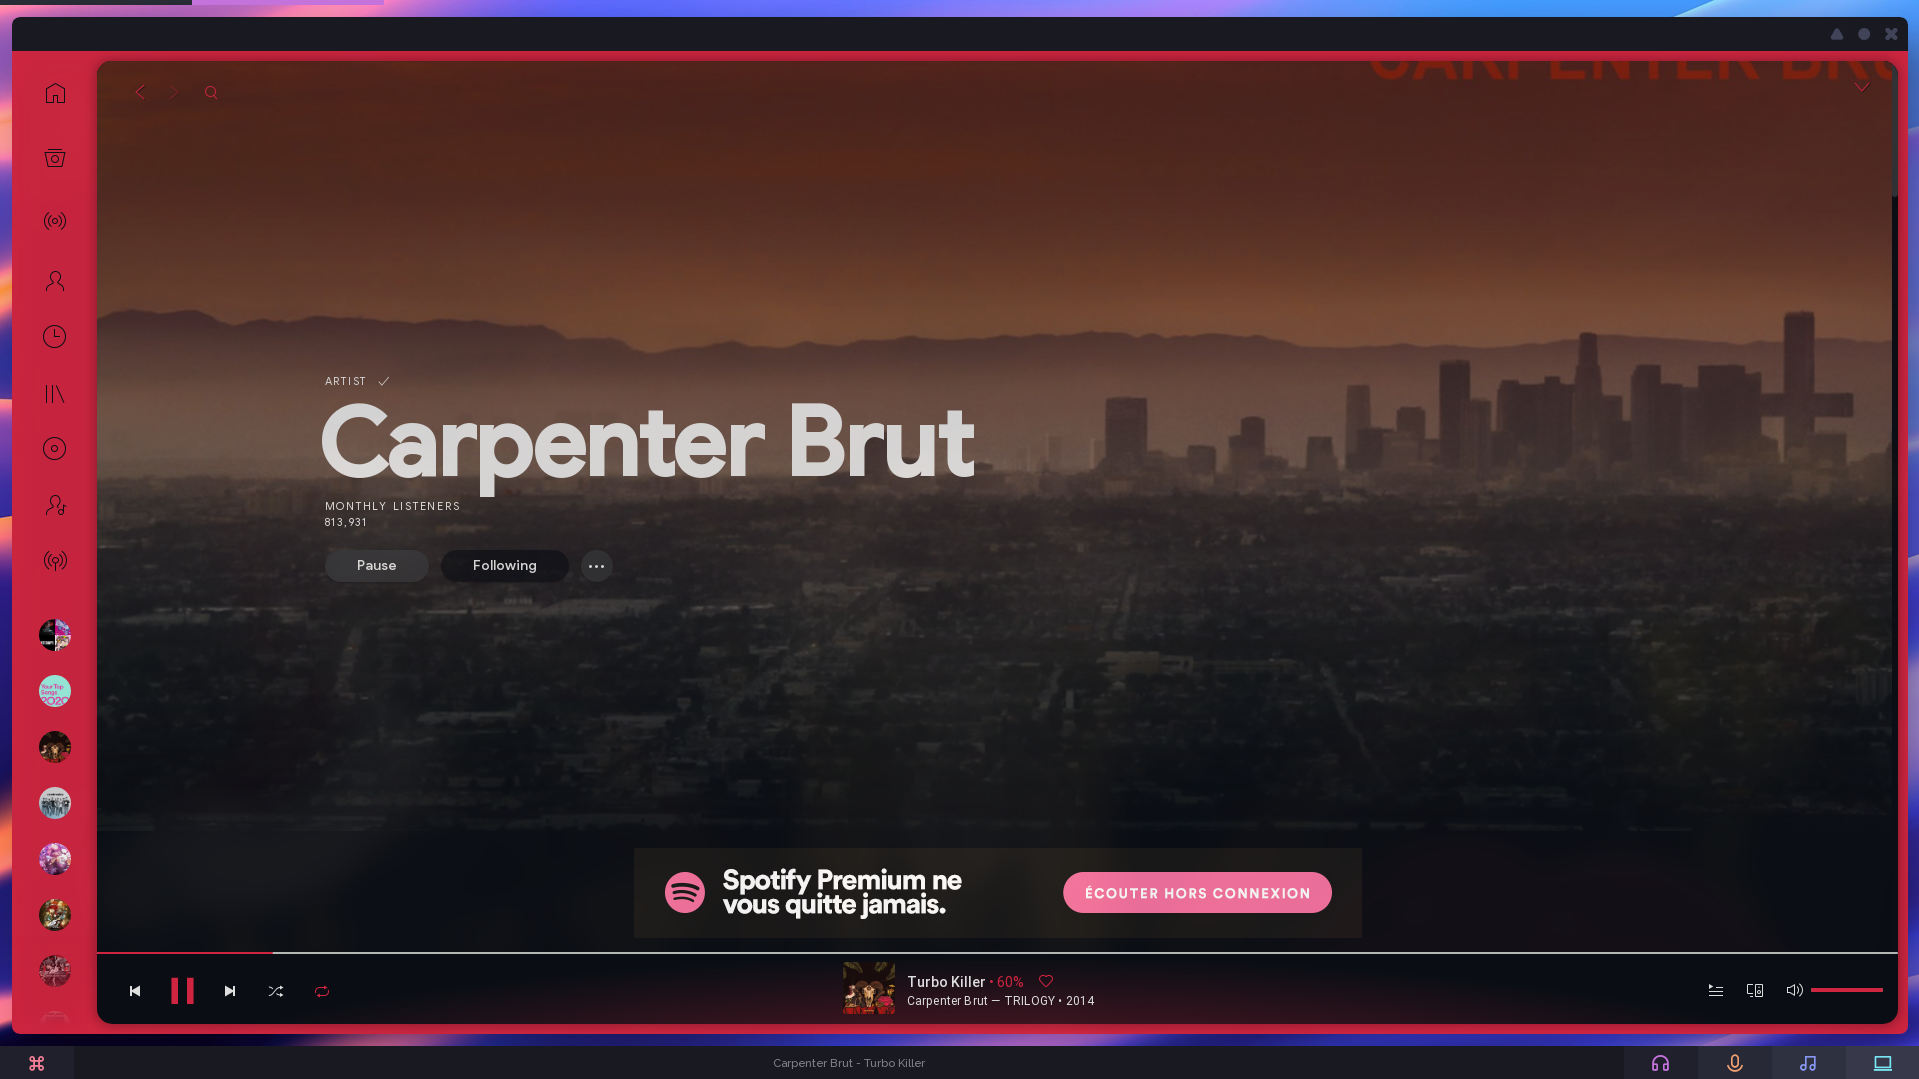 CARPENTER BRU
ARTIST
Carpenter Brut
MONTHLY LISTENERS
813,931
Pause
Following
Your Top
Songs
2020
Spotify Premium ne
vous quitte jamais.
ÉCOUTER HORS CONNEXION
Turbo Killer • 60%
Carpenter Brut — TRILOGY • 2014
Carpenter Brut - Turbo Killer